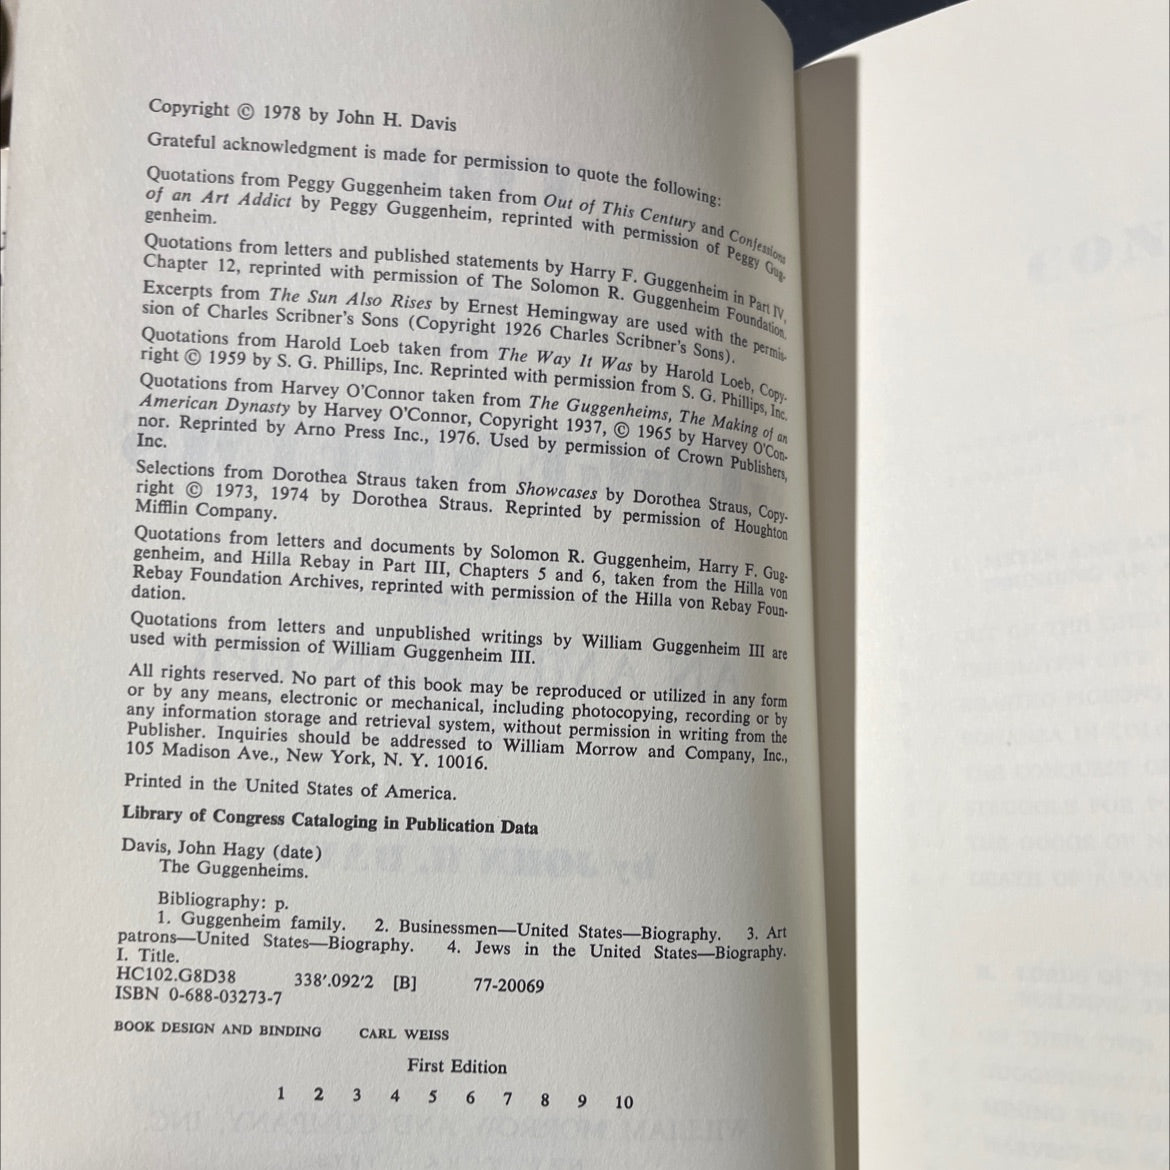 Copyright © 1978 by John H. Davis
Grateful acknowledgment is made for permission to quote the following:
Quotations from Peggy Guggenheim taken from Out of This Century and Confessions
of an Art Addict by Peggy Guggenheim, reprinted with permission of Peggy Gug-
genheim.
Quotations from letters and published statements by Harry F. Guggenheim in Part IV,
Chapter 12, reprinted with permission of The Solomon R. Guggenheim Foundation.
Excerpts from The Sun Also Rises by Ernest Hemingway are used with the permis-
sion of Charles Scribner's Sons (Copyright 1926 Charles Scribner's Sons).
Quotations from Harold Loeb taken from The Way It Was by Harold Loeb, Copy-
right © 1959 by S. G. Phillips, Inc. Reprinted with permission from S. G. Phillips, Inc.
Quotations from Harvey O'Connor taken from The Guggenheims, The Making of an
American Dynasty by Harvey O'Connor, Copyright 1937, © 1965 by Harvey O'Con-
nor. Reprinted by Arno Press Inc., 1976. Used by permission of Crown Publishers,
Inc.
Selections from Dorothea Straus taken from Showcases by Dorothea Straus, Copy-
right © 1973, 1974 by Dorothea Straus. Reprinted by permission of Houghton
Mifflin Company.
Quotations from letters and documents by Solomon R. Guggenheim, Harry F. Gug-
genheim, and Hilla Rebay in Part III, Chapters 5 and 6, taken from the Hilla von
Rebay Foundation Archives, reprinted with permission of the Hilla von Rebay Foun-
dation.
Quotations from letters and unpublished writings by William Guggenheim III are
used with permission of William Guggenheim III.
All rights reserved. No part of this book may be reproduced or utilized in any form
or by any means, electronic or mechanical, including photocopying, recording or by
any information storage and retrieval system, without permission in writing from the
Publisher. Inquiries should be addressed to William Morrow and Company, Inc.,
105 Madison Ave., New York, N. Y. 10016.
Printed in the United States of America.
Library of Congress Cataloging in Publication Data
Davis, John Hagy (date)
The Guggenheims.
Bibliography: p.
1. Guggenheim family. 2. Businessmen—United States—Biography. 3. Art
patrons—United States—Biography. 4. Jews in the United States—Biography.
I. Title.
HC102.G8D38 338'.092'2 [B] 77-20069
ISBN 0-688-03273-7
BOOK DESIGN AND BINDING CARL WEISS
First Edition
1 2 3 4 5 6 7 8 9 10